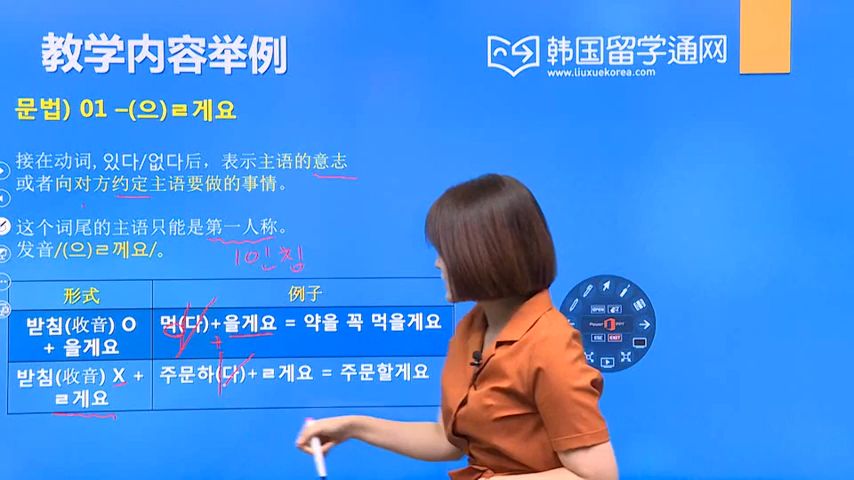 教学内容举例
韩国留学通网
www.liuxuekorea.com
문법) 01 –(으)ㄹ게요
接在动词, 있다/없다后，表示主语的意志
或者向对方约定主语要做的事情。
这个词尾的主语只能是第一人称。
发音/(으)ㄹ께요/。
1인칭
形式
例子
받침(收音) O
+ 을게요
먹(다)+을게요 = 약을 꼭 먹을게요
+
받침(收音) X +
ㄹ게요
주문하(다)+ㄹ게요 = 주문할게요
OPEN
ESC
EXIT